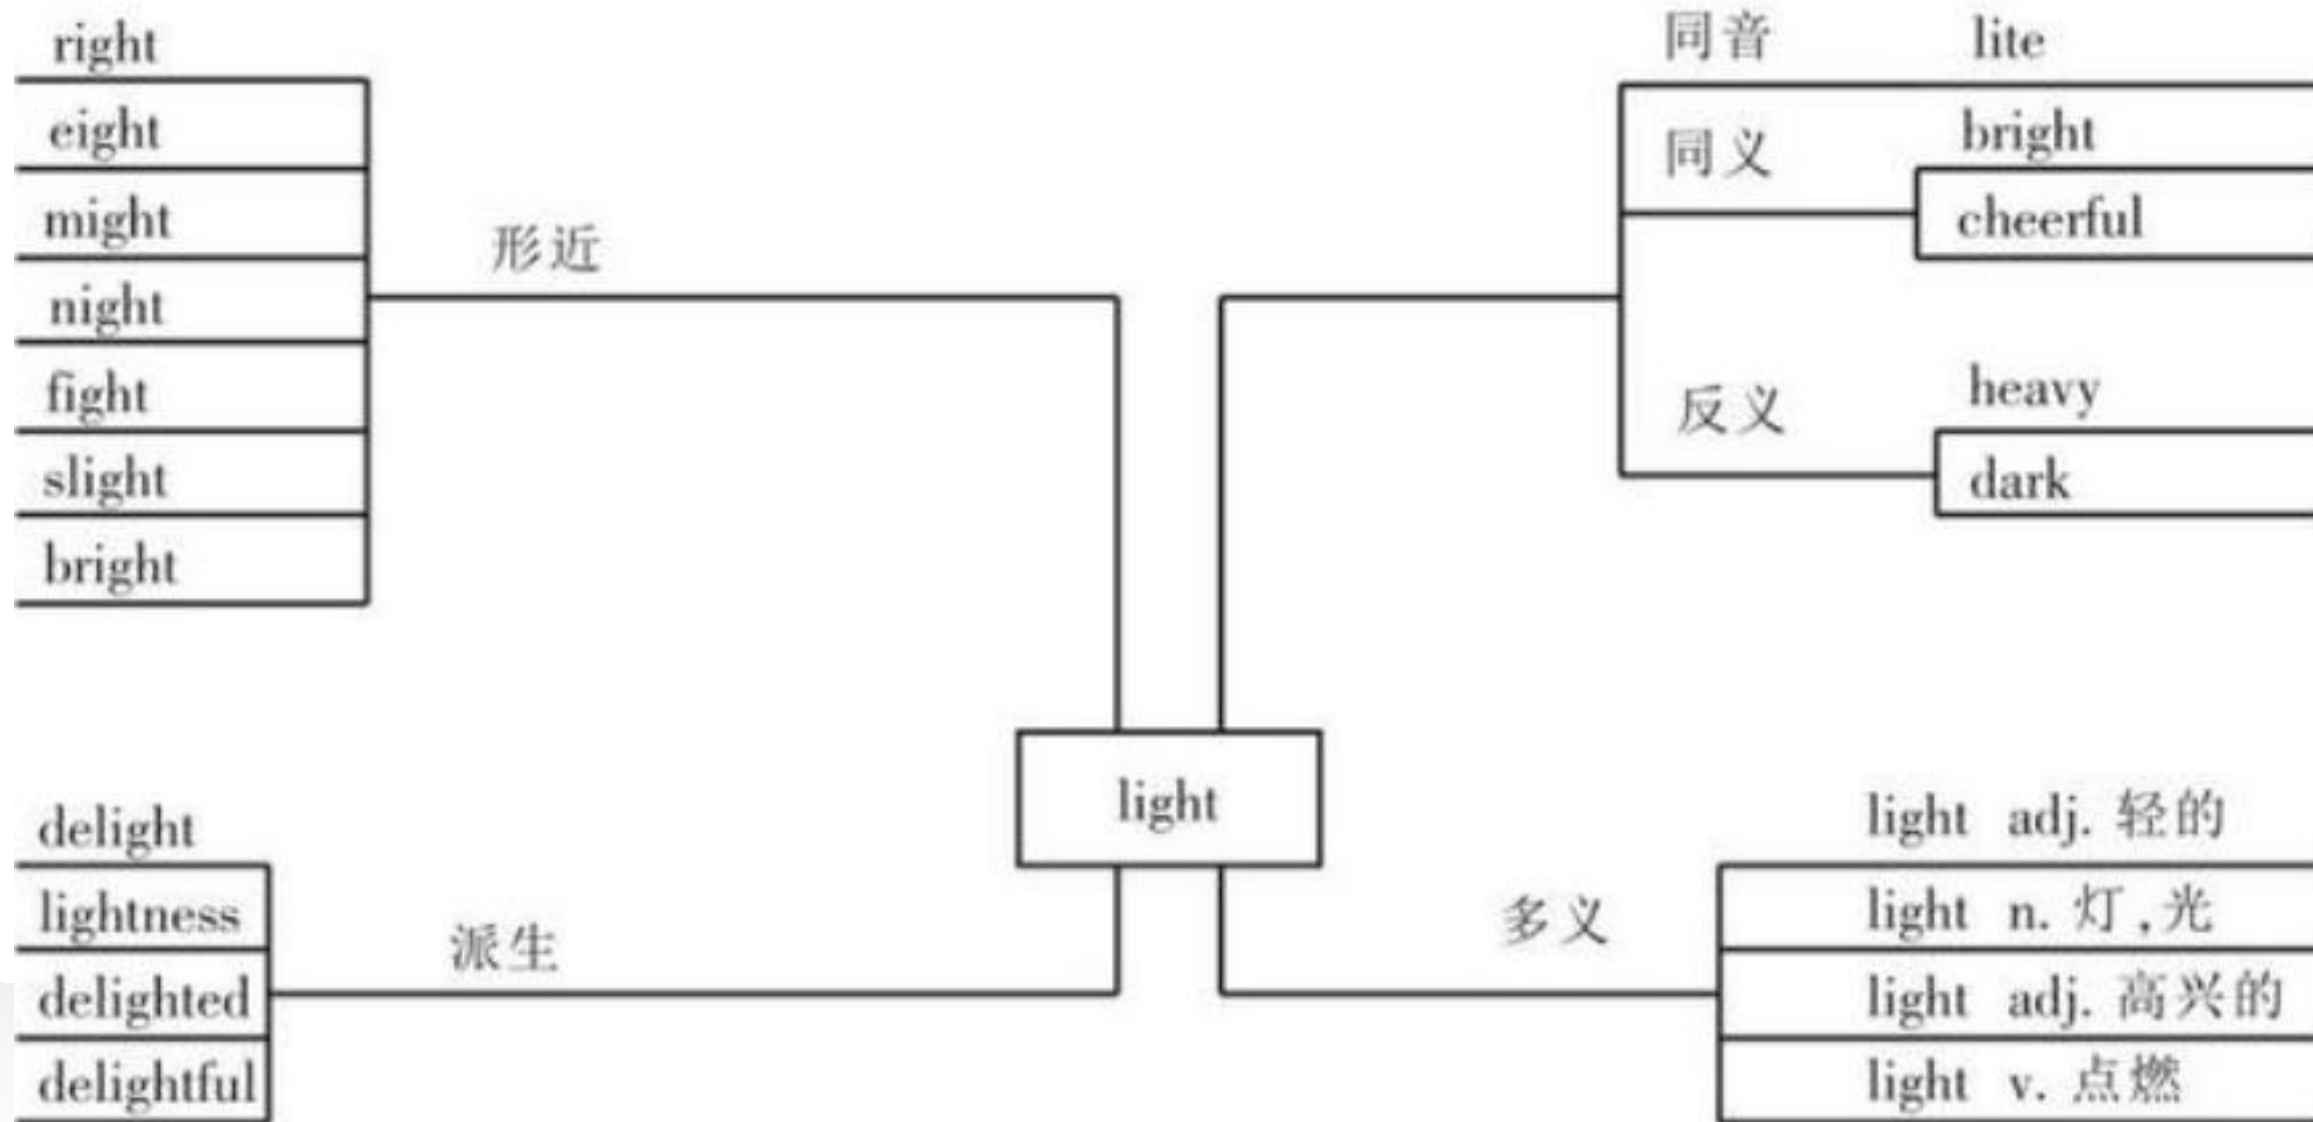 right
eight
might
night
fight
slight
bright
形近
同音 lite
同义
bright
cheerful
反义
heavy
dark
light
delight
lightness
delighted
delightful
派生
多义
light adj. 轻的
light n. 灯,光
light adj. 高兴的
light v. 点燃